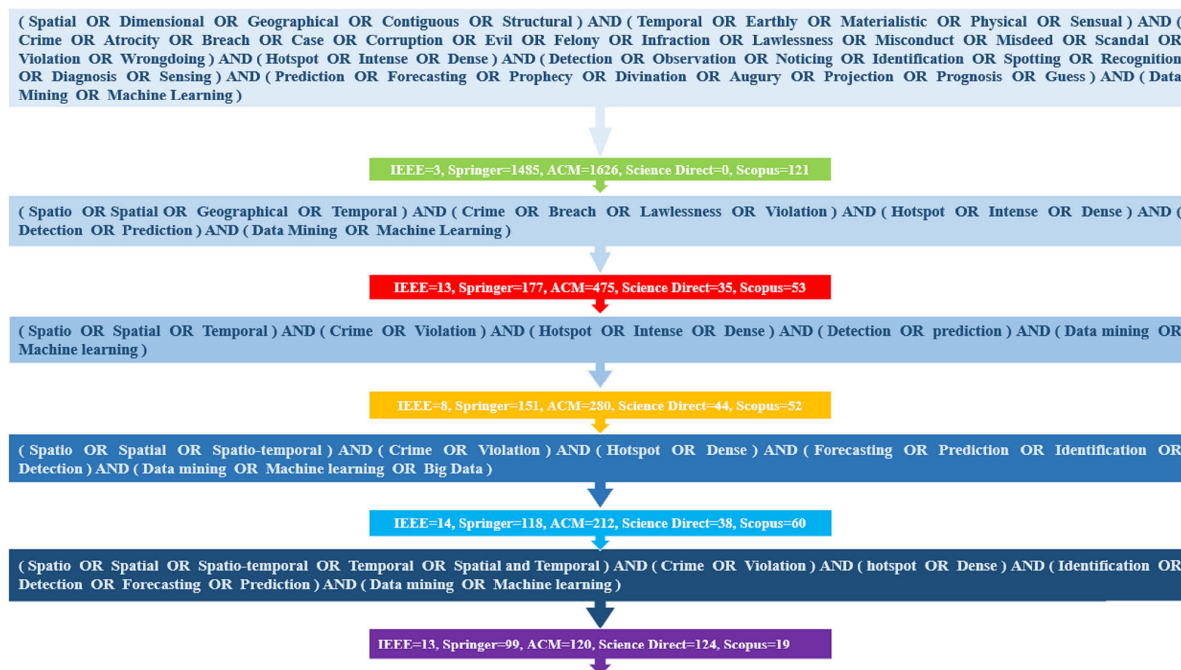 ( Spatial OR Dimensional OR Geographical OR Contiguous OR Structural ) AND ( Temporal OR Earthly OR Materialistic OR Physical OR Sensual ) AND (
Crime OR Atrocity OR Breach OR Case OR Corruption OR Evil OR Felony OR Infraction OR Lawlessness OR Misconduct OR Misdeed OR Scandal OR
Violation OR Wrongdoing ) AND ( Hotspot OR Intense OR Dense ) AND ( Detection OR Observation OR Noticing OR Identification OR Spotting OR Recognition
OR Diagnosis OR Sensing ) AND ( Prediction OR Forecasting OR Prophecy OR Divination OR Augury OR Projection OR Prognosis OR Guess ) AND ( Data
Mining OR Machine Learning )
IEEE=3, Springer=1485, ACM=1626, Science Direct=0, Scopus=121
( Spatio OR Spatial OR Geographical OR Temporal ) AND ( Crime OR Breach OR Lawlessness OR Violation ) AND ( Hotspot OR Intense OR Dense ) AND (
Detection OR Prediction ) AND ( Data Mining OR Machine Learning )
IEEE=13, Springer=177, ACM=475, Science Direct=35, Scopus=53
( Spatio OR Spatial OR Temporal ) AND ( Crime OR Violation ) AND ( Hotspot OR Intense OR Dense ) AND ( Detection OR prediction ) AND ( Data mining OR
Machine learning )
IEEE=8, Springer=151, ACM=280, Science Direct=44, Scopus=52
( Spatio OR Spatial OR Spatio-temporal ) AND ( Crime OR Violation ) AND ( Hotspot OR Dense ) AND ( Forecasting OR Prediction OR Identification OR
Detection ) AND ( Data mining OR Machine learning OR Big Data )
IEEE=14, Springer=118, ACM=212, Science Direct=38, Scopus=60
( Spatio OR Spatial OR Spatio-temporal OR Temporal OR Spatial and Temporal ) AND ( Crime OR Violation ) AND ( hotspot OR Dense ) AND ( Identification OR
Detection OR Forecasting OR Prediction ) AND ( Data mining OR Machine learning )
IEEE=13, Springer=99, ACM=120, Science Direct=124, Scopus=19